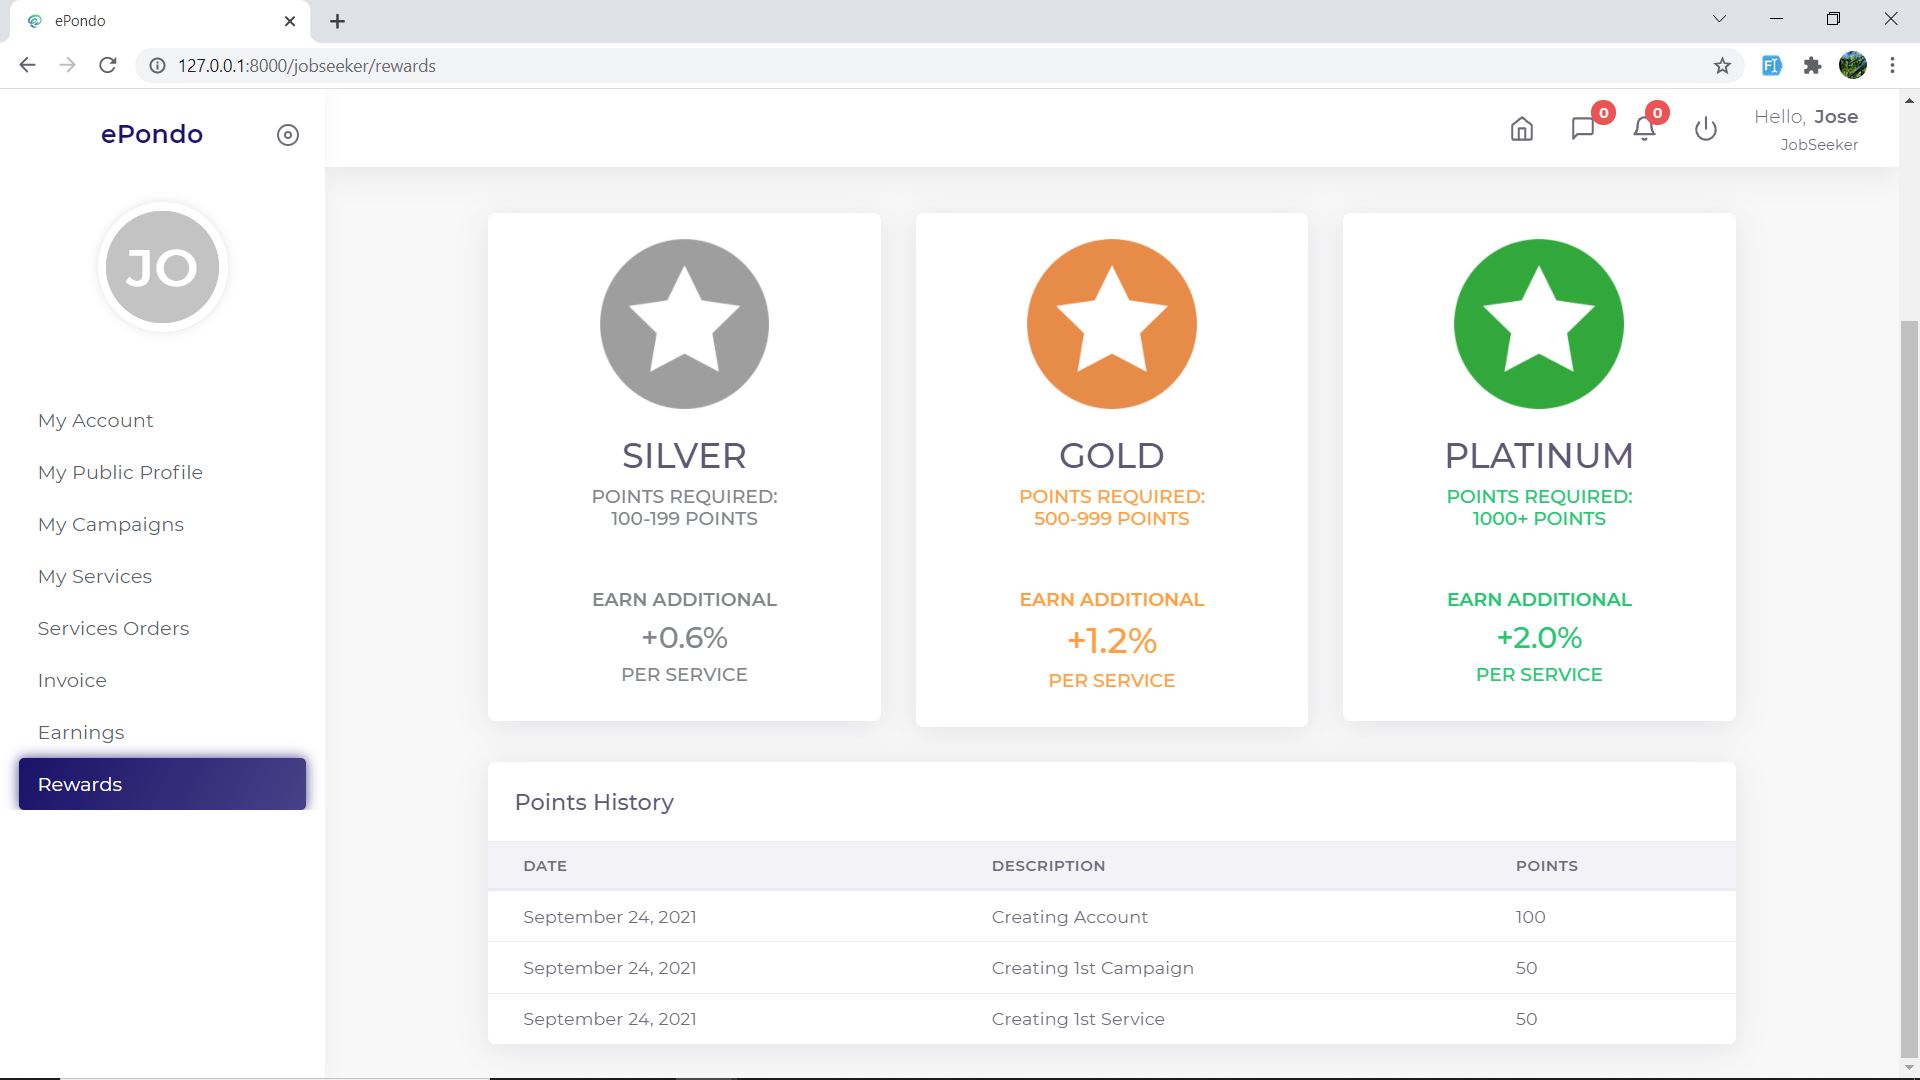 ePondo
127.0.0.1:8000/jobseeker/rewards
ePondo
0
0
Hello, Jose
JobSeeker
JO
My Account
My Public Profile
My Campaigns
My Services
Services Orders
Invoice
Earnings
Rewards
SILVER
POINTS REQUIRED:
100-199 POINTS
EARN ADDITIONAL
+0.6%
PER SERVICE
GOLD
POINTS REQUIRED:
500-999 POINTS
EARN ADDITIONAL
+1.2%
PER SERVICE
PLATINUM
POINTS REQUIRED:
1000+ POINTS
EARN ADDITIONAL
+2.0%
PER SERVICE
Points History
DATE DESCRIPTION POINTS
September 24, 2021 Creating Account 100
September 24, 2021 Creating 1st Campaign 50
September 24, 2021 Creating 1st Service 50